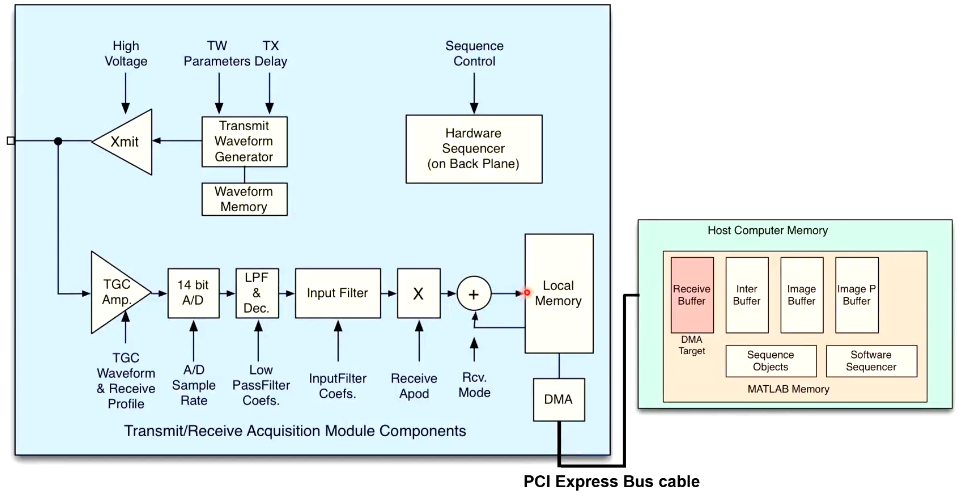 High
Voltage
TW
Parameters
TX
Delay
Sequence
Control
Xmit
Transmit
Waveform
Generator
Waveform
Memory
Hardware
Sequencer
(on Back Plane)
TGC
Amp.
14 bit
A/D
LPF
&
Dec.
Input Filter
X
+
Local
Memory
TGC
Waveform
& Receive
Profile
A/D
Sample
Rate
Low
PassFilter
Coefs.
InputFilter
Coefs.
Receive
Apod
Rcv.
Mode
DMA
Transmit/Receive Acquisition Module Components
PCI Express Bus cable
Host Computer Memory
Receive
Buffer
DMA
Target
Inter
Buffer
Image
Buffer
Image P
Buffer
Sequence
Objects
Software
Sequencer
MATLAB Memory